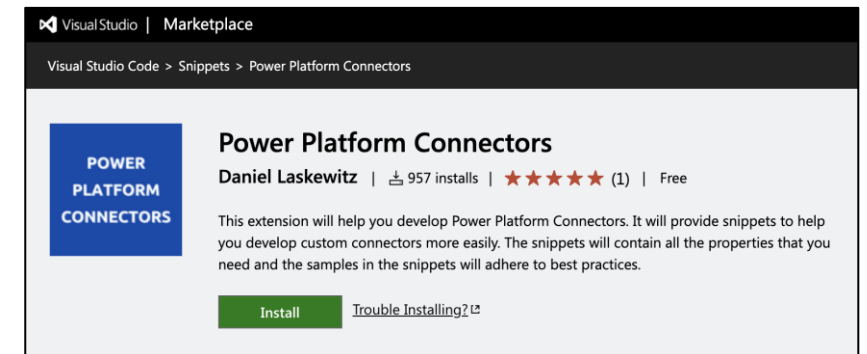 Visual Studio | Marketplace
Visual Studio Code > Snippets > Power Platform Connectors
POWER
PLATFORM
CONNECTORS
Power Platform Connectors
Daniel Laskewitz | 957 installs | ★★★★★ (1) | Free
This extension will help you develop Power Platform Connectors. It will provide snippets to help
you develop custom connectors more easily. The snippets will contain all the properties that you
need and the samples in the snippets will adhere to best practices.
Install Trouble Installing?